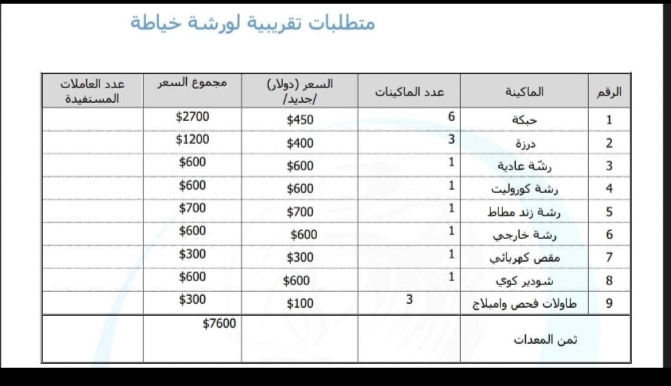 متطلبات تقريبية لورشة خياطة
الرقم الماكينة عدد الماكينات السعر (دولار) /جديد/ مجموع السعر عدد العاملات المستفيدة
1 حبكة 6 $450 $2700
2 درزة 3 $400 $1200
3 رشّة عادية 1 $600 $600
4 رشة كوروليت 1 $600 $600
5 رشة زند مطاط 1 $700 $700
6 رشة خارجي 1 $600 $600
7 مقص كهربائي 1 $300 $300
8 شودير كوي 1 $600 $600
9 طاولات فحص وامبلاج 3 $100 $300
ثمن المعدات $7600